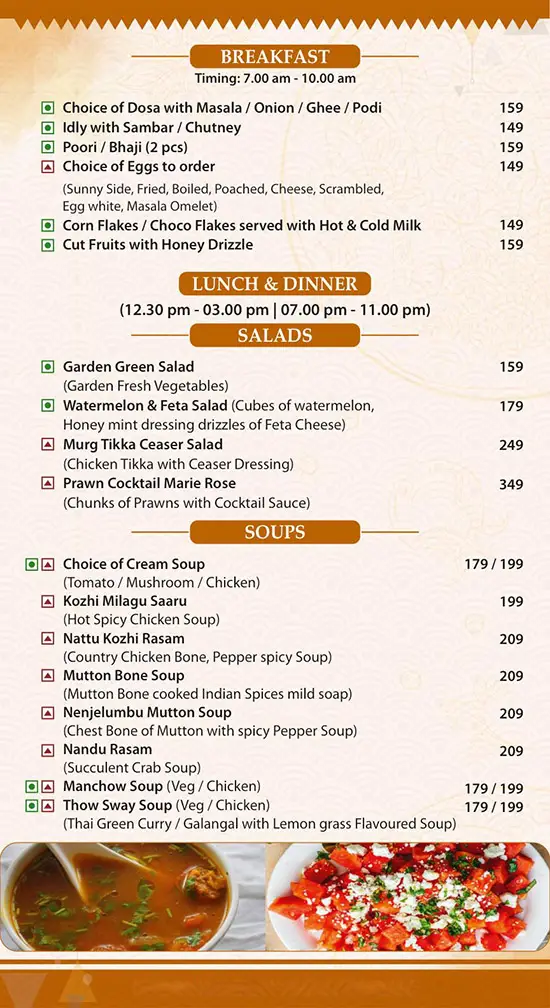 BREAKFAST
Timing: 7.00 am - 10.00 am
Choice of Dosa with Masala / Onion / Ghee / Podi 159
Idly with Sambar / Chutney 149
Poori / Bhaji (2 pcs) 159
Choice of Eggs to order 149
(Sunny Side, Fried, Boiled, Poached, Cheese, Scrambled,
Egg white, Masala Omelet)
Corn Flakes / Choco Flakes served with Hot & Cold Milk 149
Cut Fruits with Honey Drizzle 159
LUNCH & DINNER
(12.30 pm - 03.00 pm | 07.00 pm - 11.00 pm)
SALADS
Garden Green Salad 159
(Garden Fresh Vegetables)
Watermelon & Feta Salad (Cubes of watermelon, 179
Honey mint dressing drizzles of Feta Cheese)
Murg Tikka Ceaser Salad 249
(Chicken Tikka with Ceaser Dressing)
Prawn Cocktail Marie Rose 349
(Chunks of Prawns with Cocktail Sauce)
SOUPS
Choice of Cream Soup 179 / 199
(Tomato / Mushroom / Chicken)
Kozhi Milagu Saaru 199
(Hot Spicy Chicken Soup)
Nattu Kozhi Rasam 209
(Country Chicken Bone, Pepper spicy Soup)
Mutton Bone Soup 209
(Mutton Bone cooked Indian Spices mild soap)
Nenjelumbu Mutton Soup 209
(Chest Bone of Mutton with spicy Pepper Soup)
Nandu Rasam 209
(Succulent Crab Soup)
Manchow Soup (Veg / Chicken) 179 / 199
Thow Sway Soup (Veg / Chicken) 179 / 199
(Thai Green Curry / Galangal with Lemon grass Flavoured Soup)